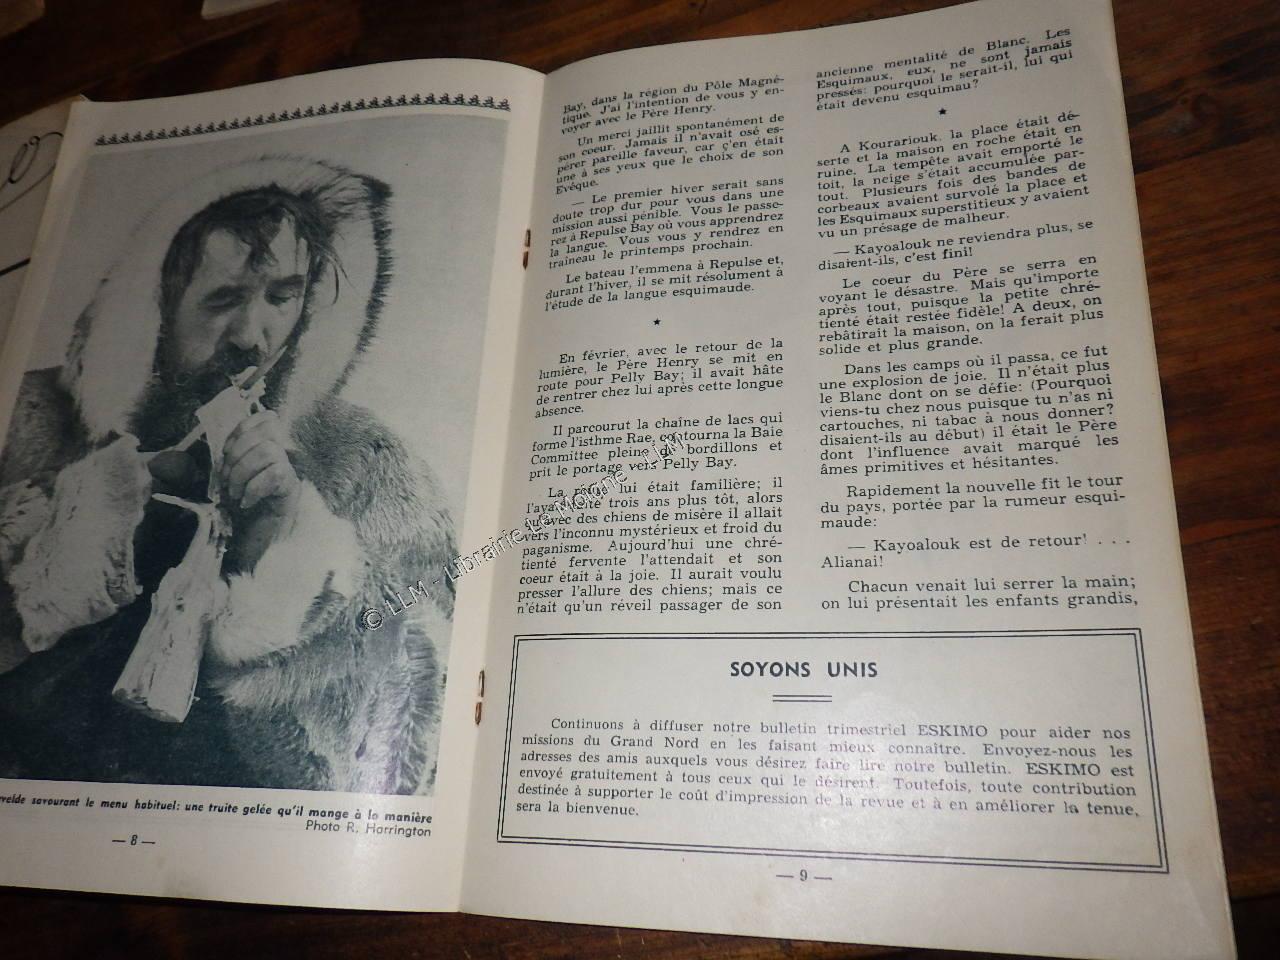 velde savourant le menu habituel: une truite gelée qu'il mange à la manière
Photo R. Harrington
— 8 —
Bay, dans la région du Pôle Magné-
tique. J'ai l'intention de vous y en-
voyer avec le Père Henry.
Un merci jaillit spontanément de
son coeur. Jamais il n'avait osé es-
pérer pareille faveur, car ç'en était
une à ses yeux que le choix de son
Evêque.
— Le premier hiver serait sans
doute trop dur pour vous dans une
mission aussi pénible. Vous le passe-
rez à Repulse Bay où vous apprendrez
la langue. Vous vous y rendrez en
traîneau le printemps prochain.
Le bateau l'emmena à Repulse et,
durant l'hiver, il se mit résolument à
l'étude de la langue esquimaude.
★
En février, avec le retour de la
lumière, le Père Henry se mit en
route pour Pelly Bay; il avait hâte
de rentrer chez lui après cette longue
absence.
Il parcourut la chaîne de lacs qui
forme l'isthme Rae, contourna la Baie
Committee pleine de bordillons et
prit le portage vers Pelly Bay.
La route lui était familière; il
l'avait trois ans plus tôt, alors
qu'avec des chiens de misère il allait
vers l'inconnu mystérieux et froid du
paganisme. Aujourd'hui une chré-
tienté fervente l'attendait et son
coeur était à la joie. Il aurait voulu
presser l'allure des chiens; mais ce
n'était qu'un réveil passager de son
ancienne mentalité de Blanc. Les
Esquimaux, eux, ne sont jamais
pressés: pourquoi le serait-il, lui qui
était devenu esquimau?
★
A Kourariouk, la place était dé-
serte et la maison en roche était en
ruine. La tempête avait emporté le
toit, la neige s'était accumulée par-
tout. Plusieurs fois des bandes de
corbeaux avaient survolé la place et
les Esquimaux superstitieux y avaient
vu un présage de malheur.
— Kayoalouk ne reviendra plus, se
disaient-ils, c'est fini!
Le coeur du Père se serra en
voyant le désastre. Mais qu'importe
après tout, puisque la petite chré-
tienté était restée fidèle! A deux, on
rebâtirait la maison, on la ferait plus
solide et plus grande.
Dans les camps où il passa, ce fut
une explosion de joie. Il n'était plus
le Blanc dont on se défie: (Pourquoi
viens-tu chez nous puisque tu n'as ni
cartouches, ni tabac à nous donner?
disaient-ils au début) il était le Père
dont l'influence avait marqué les
âmes primitives et hésitantes.
Rapidement la nouvelle fit le tour
du pays, portée par la rumeur esqui-
maude:
— Kayoalouk est de retour! . . .
Alianai!
Chacun venait lui serrer la main;
on lui présentait les enfants grandis,
SOYONS UNIS
Continuons à diffuser notre bulletin trimestriel ESKIMO pour aider nos
missions du Grand Nord en les faisant mieux connaître. Envoyez-nous les
adresses des amis auxquels vous désirez faire lire notre bulletin. ESKIMO est
envoyé gratuitement à tous ceux qui le désirent. Toutefois, toute contribution
destinée à supporter le coût d'impression de la revue et à en améliorer la tenue,
sera la bienvenue.
— 9 —
© LLM - Librairie Le Moigne - LLM